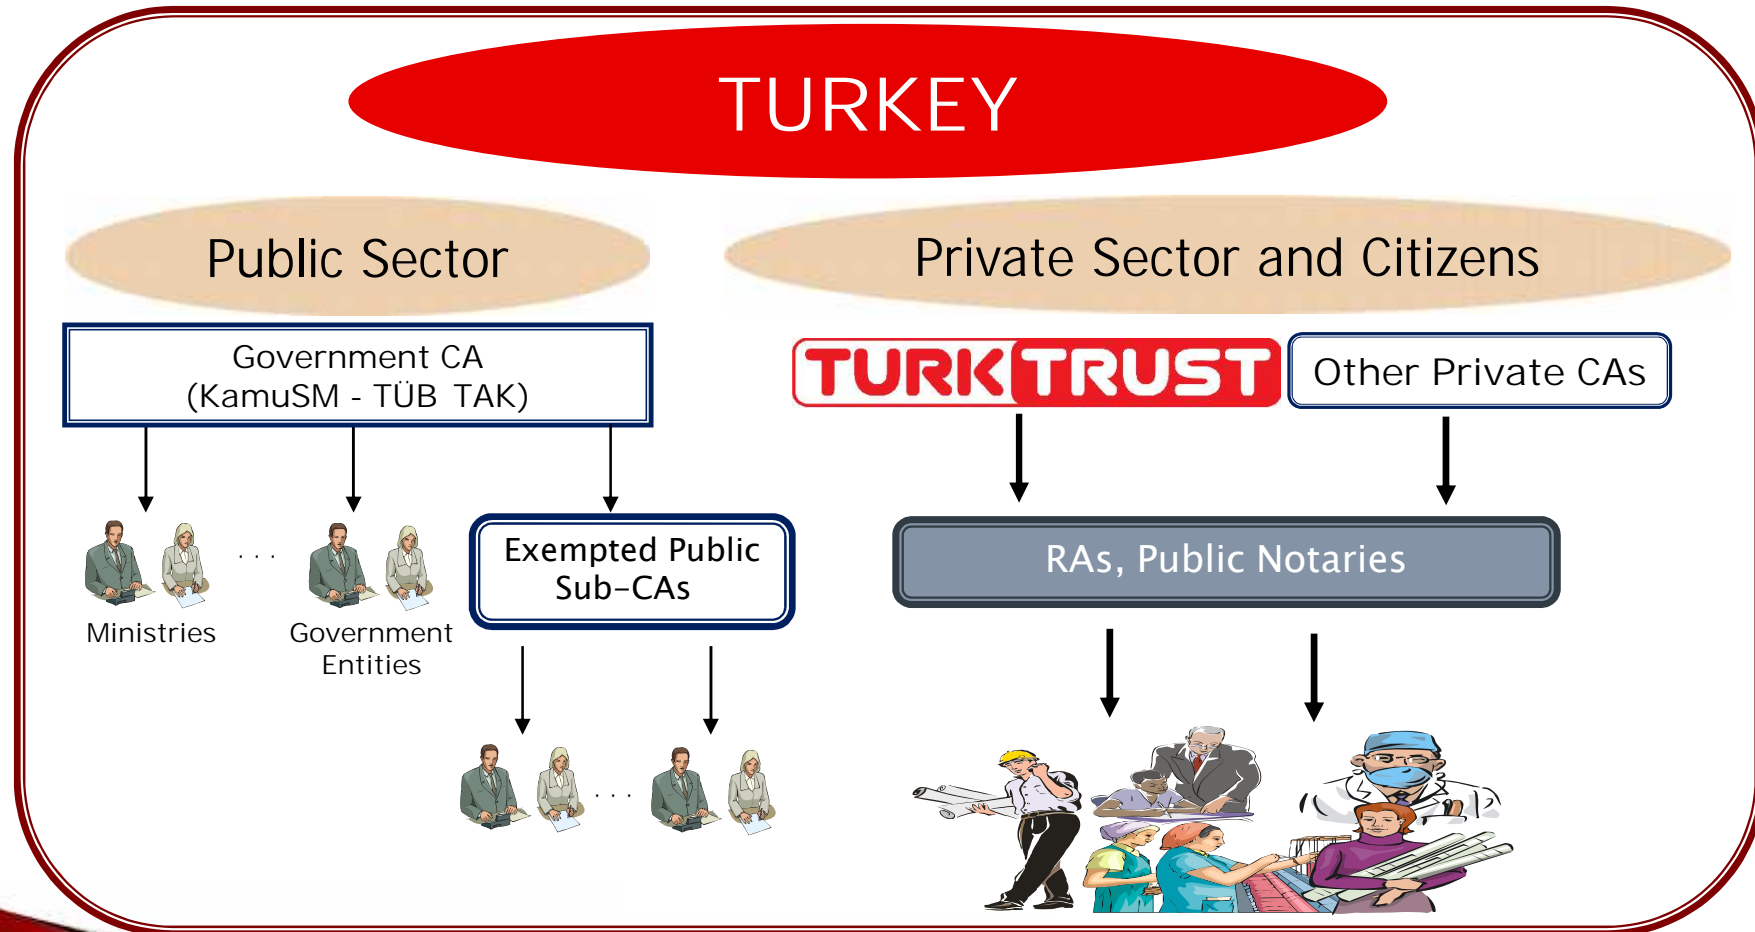 TURKEY
Public Sector
Private Sector and Citizens
Government CA
(KamuSM - TÜB TAK)
TURKTRUST
Other Private CAs
Exempted Public
Sub-CAs
RAs, Public Notaries
. . .
Ministries
Government
Entities
. . .